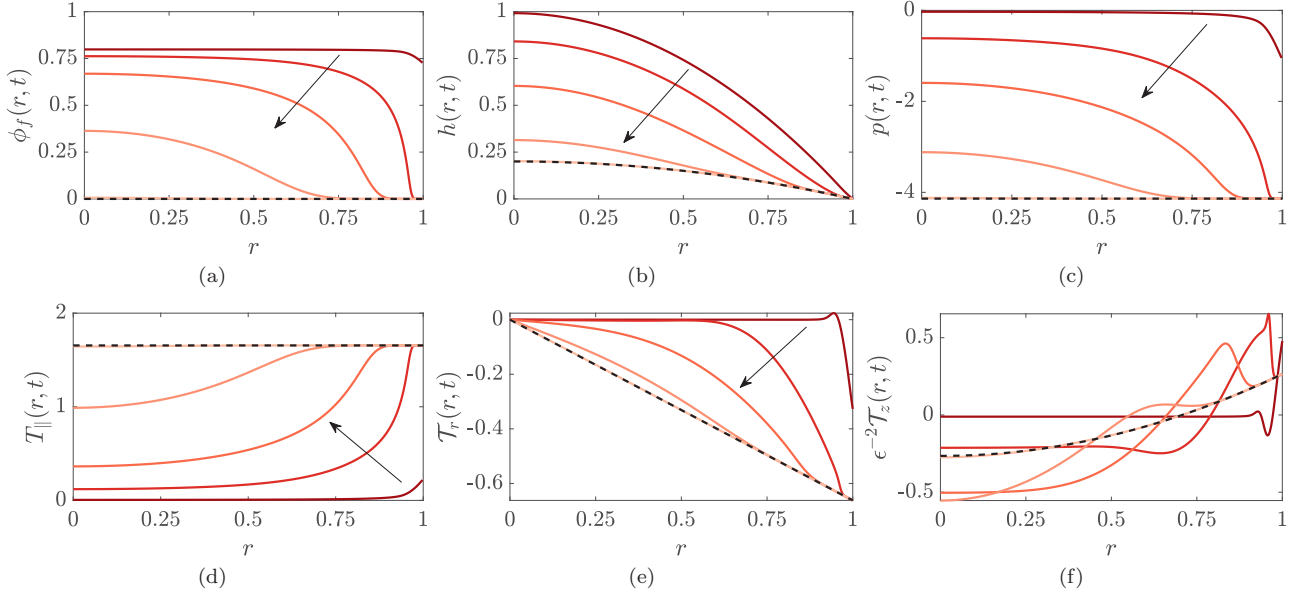 1
0.75
0.5
0.25
0
ϕ_f(r, t)
0 0.25 0.5 0.75 1
r
(a)
1
0.75
0.5
0.25
0
h(r, t)
0 0.25 0.5 0.75 1
r
(b)
0
-2
-4
p(r, t)
0 0.25 0.5 0.75 1
r
(c)
2
1
0
T_∥(r, t)
0 0.25 0.5 0.75 1
r
(d)
0
-0.2
-0.4
-0.6
𝒯_r(r, t)
0 0.25 0.5 0.75 1
r
(e)
0.5
0
-0.5
ϵ^{-2}𝒯_z(r, t)
0 0.25 0.5 0.75 1
r
(f)